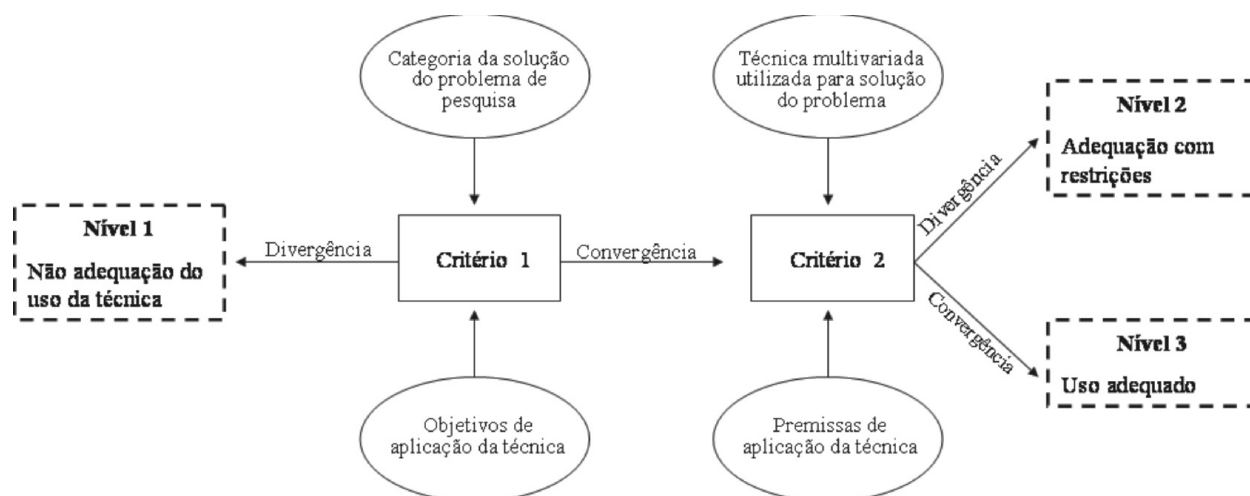 Categoria da solução
do problema de
pesquisa
Técnica multivariada
utilizada para solução
do problema
Nível 2
Adequação com
restrições
Nível 1
Não adequação do
uso da técnica
Divergência
Critério 1
Convergência
Critério 2
Divergência
Convergência
Nível 3
Uso adequado
Objetivos de
aplicação da técnica
Premissas de
aplicação da técnica